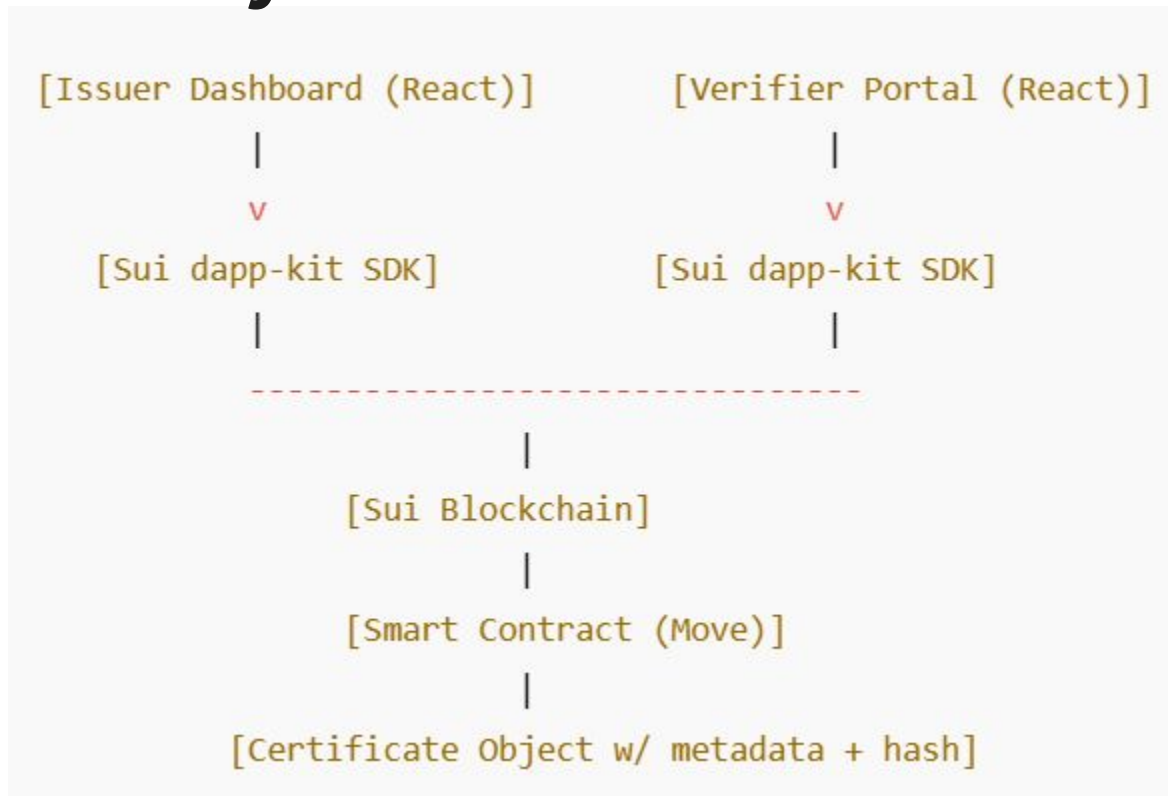 [Issuer Dashboard (React)] [Verifier Portal (React)]
| |
v v
[Sui dapp-kit SDK] [Sui dapp-kit SDK]
| |
-------------------------------
|
[Sui Blockchain]
|
[Smart Contract (Move)]
|
[Certificate Object w/ metadata + hash]